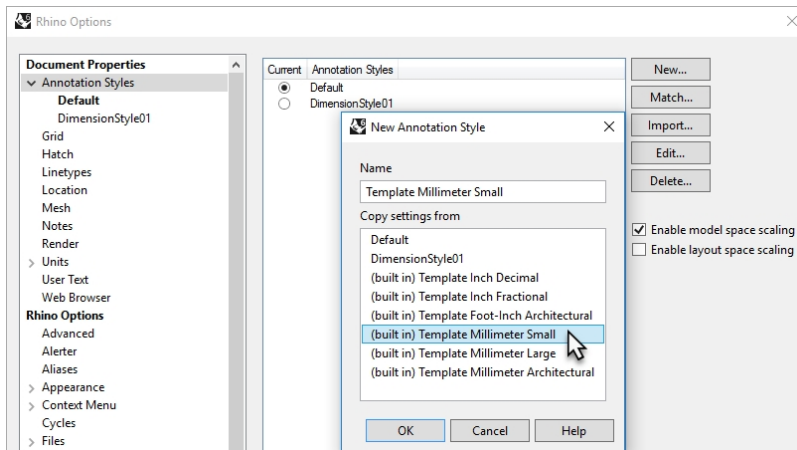 Rhino Options
Document Properties
Annotation Styles
Default
DimensionStyle01
Grid
Hatch
Linetypes
Location
Mesh
Notes
Render
Units
User Text
Web Browser
Rhino Options
Advanced
Alerter
Aliases
Appearance
Context Menu
Cycles
Files
Current Annotation Styles
Default
DimensionStyle01
New...
Match...
Import...
Edit...
Delete...
Enable model space scaling
Enable layout space scaling
New Annotation Style
Name
Template Millimeter Small
Copy settings from
Default
DimensionStyle01
(built in) Template Inch Decimal
(built in) Template Inch Fractional
(built in) Template Foot-Inch Architectural
(built in) Template Millimeter Small
(built in) Template Millimeter Large
(built in) Template Millimeter Architectural
OK Cancel Help